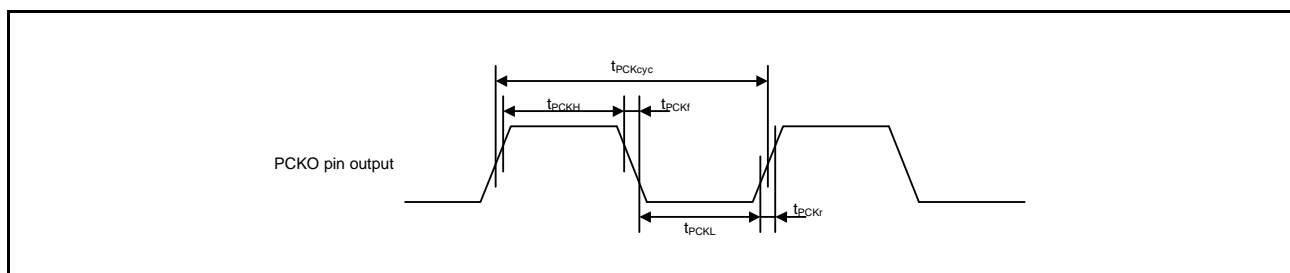 tPCKcyc
tPCKH
tPCKf
PCKO pin output
tPCKr
tPCKL